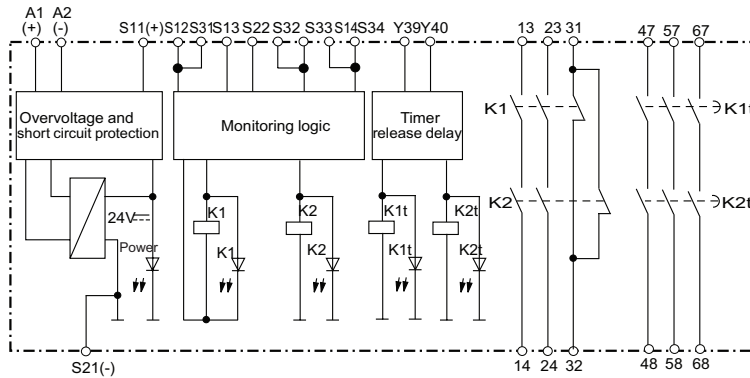 A1 A2 S11(+) S12 S31 S13 S22 S32 S33 S14 S34 Y39 Y40 13 23 31 47 57 67
(+) (-)
Overvoltage and
short circuit protection
Monitoring logic
Timer
release delay
K1 K1t
K2 K2t
24V
Power
K1 K2 K1t K2t
K1 K2 K1t K2t
S21(-) 14 24 32 48 58 68